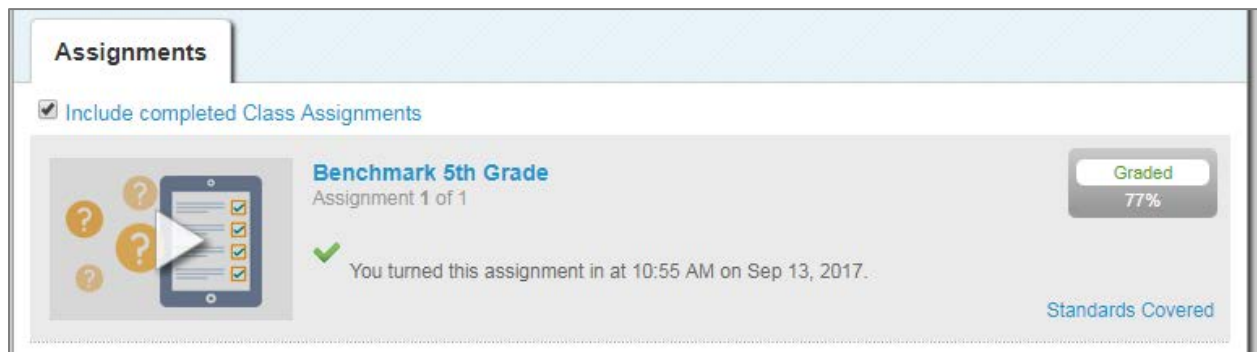 Assignments
Include completed Class Assignments
Benchmark 5th Grade
Assignment 1 of 1
Graded
77%
You turned this assignment in at 10:55 AM on Sep 13, 2017.
Standards Covered
? ? ? ?